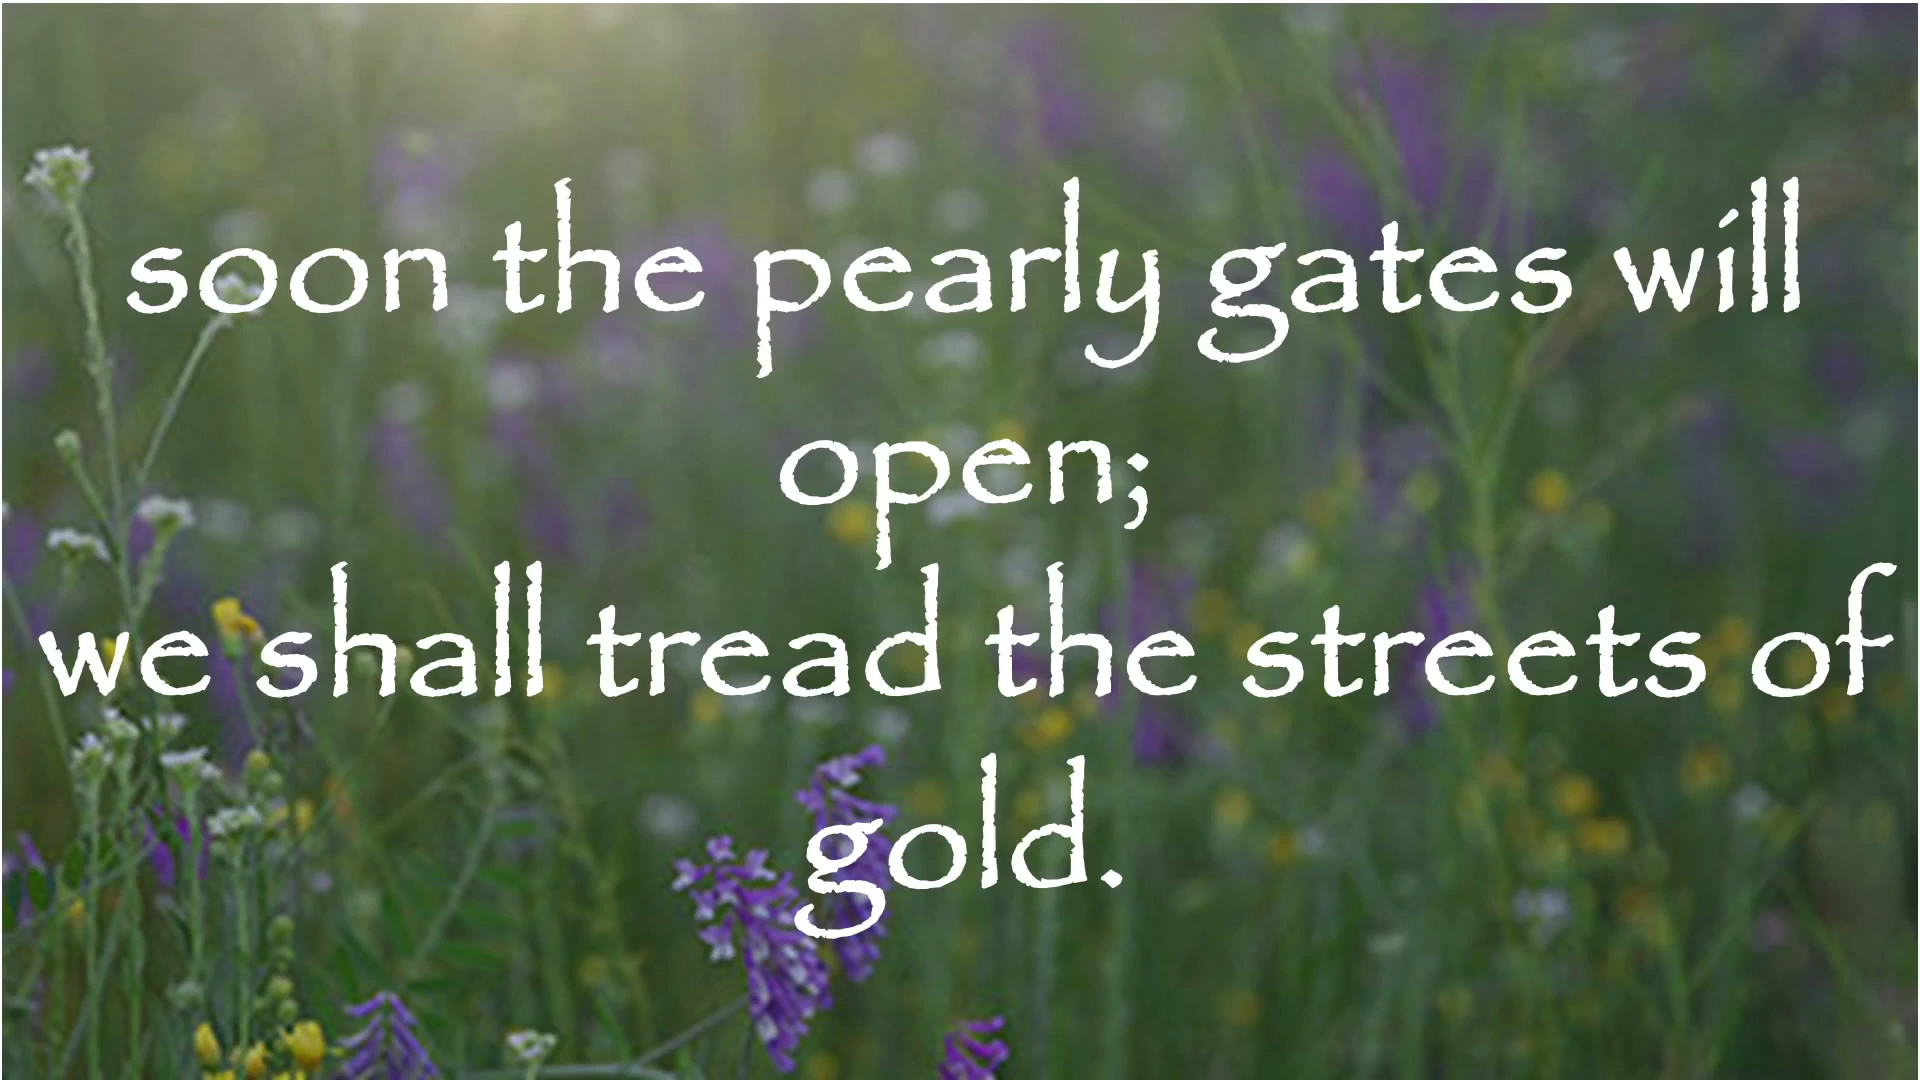 soon the pearly gates will
open;
we shall tread the streets of
gold.